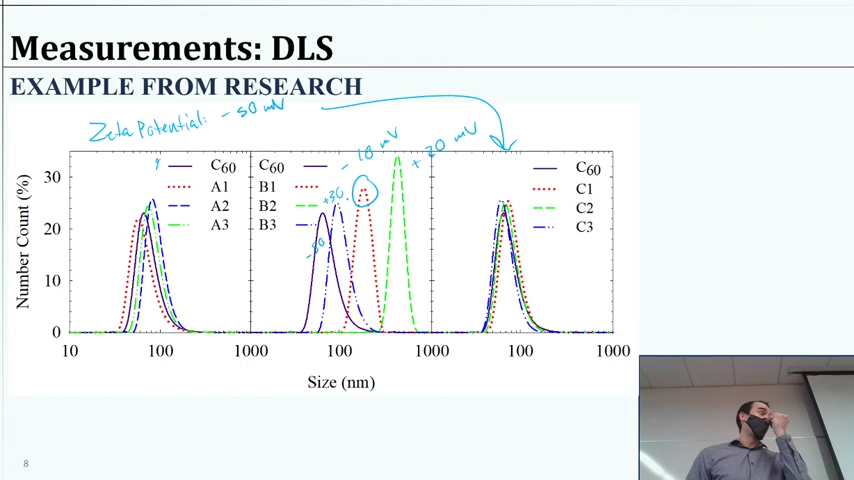 Measurements: DLS
EXAMPLE FROM RESEARCH
Zeta Potential: - 50 mV
- 10 mV
+ 20 mV
+30
- 50
Number Count (%)
30
20
10
0
C60
A1
A2
A3
C60
B1
B2
B3
C60
C1
C2
C3
10 100 1000 100 1000 100 1000
Size (nm)
8